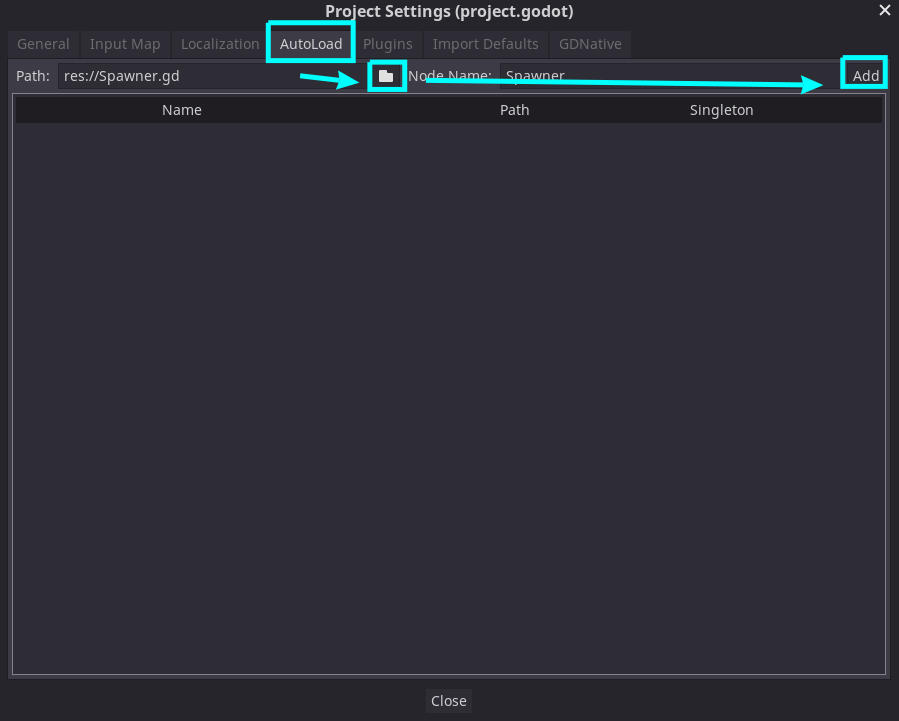 Project Settings (project.godot)
General Input Map Localization AutoLoad Plugins Import Defaults GDNative
Path: res://Spawner.gd Node Name: Spawner Add
Name Path Singleton
Close